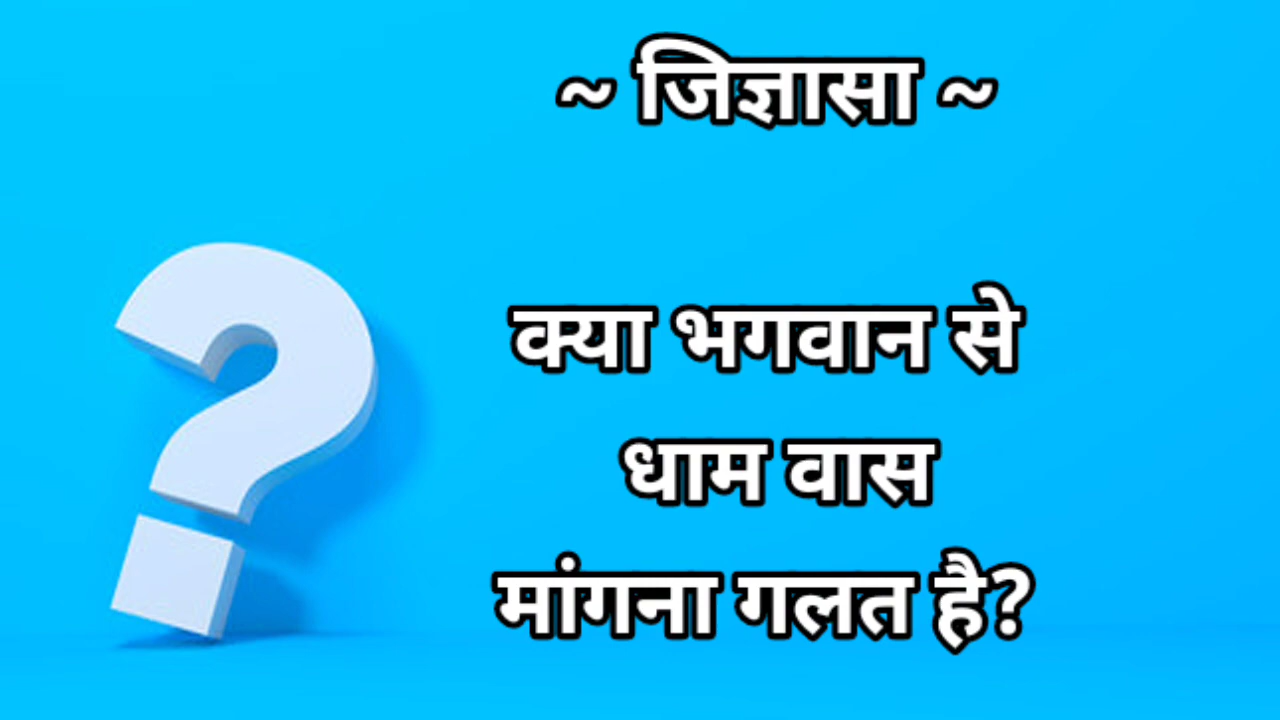 ~ जिज्ञासा ~
क्या भगवान से
धाम वास
मांगना गलत है?